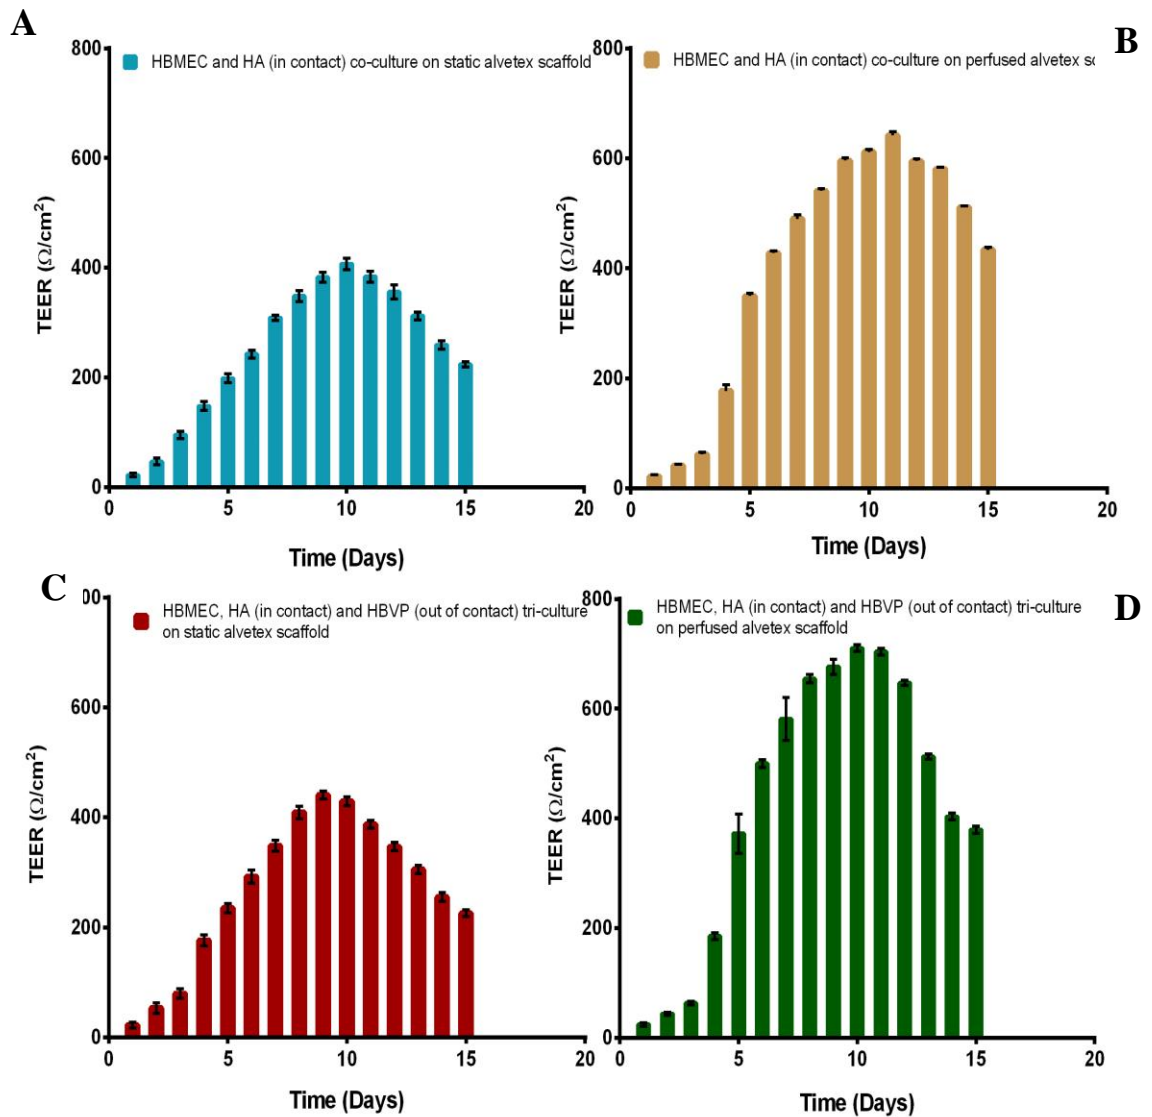 A
800
600
400
200
0
0 5 10 15 20
TEER (Ω/cm²)
Time (Days)
HBMEC and HA (in contact) co-culture on static alvetex scaffold
B
800
600
400
200
0
0 5 10 15 20
TEER (Ω/cm²)
Time (Days)
HBMEC and HA (in contact) co-culture on perfused alvetex
C
00
600
400
200
0
0 5 10 15 20
TEER (Ω/cm²)
Time (Days)
HBMEC, HA (in contact) and HBVP (out of contact) tri-culture
on static alvetex scaffold
D
800
600
400
200
0
0 5 10 15 20
TEER (Ω/cm²)
Time (Days)
HBMEC, HA (in contact) and HBVP (out of contact) tri-culture
on perfused alvetex scaffold